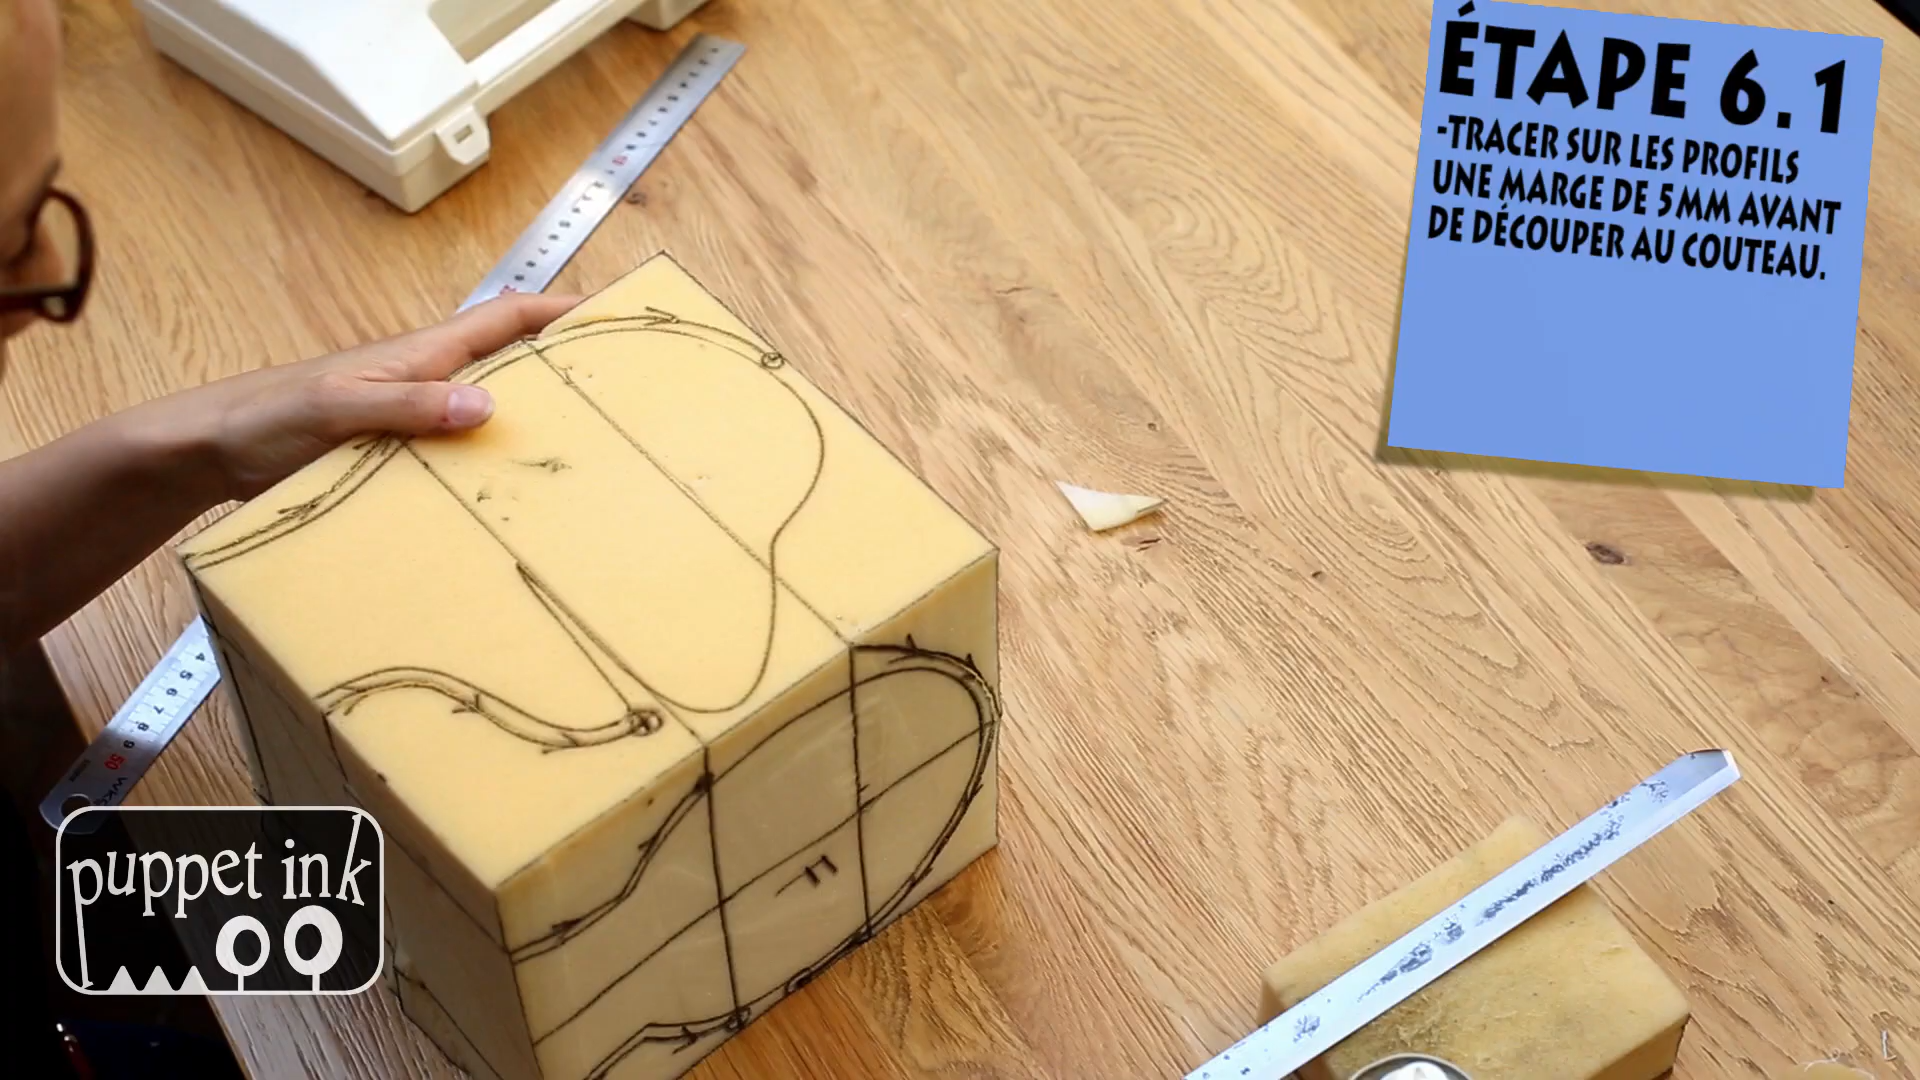 ÉTAPE 6.1
-TRACER SUR LES PROFILS
UNE MARGE DE 5MM AVANT
DE DÉCOUPER AU COUTEAU.
puppet ink